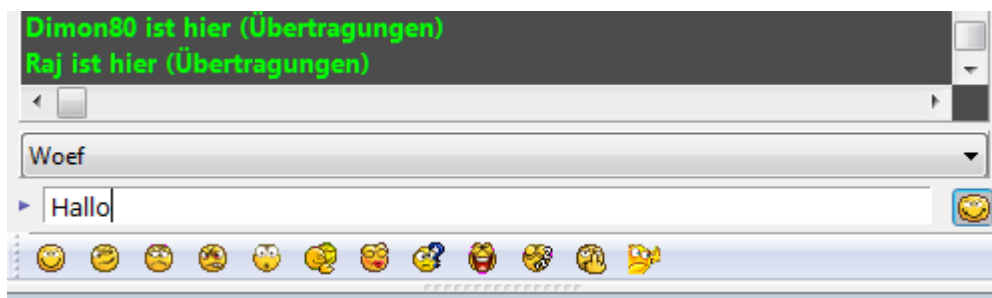 Dimon80 ist hier (Übertragungen)
Raj ist hier (Übertragungen)
Woef
Hallo